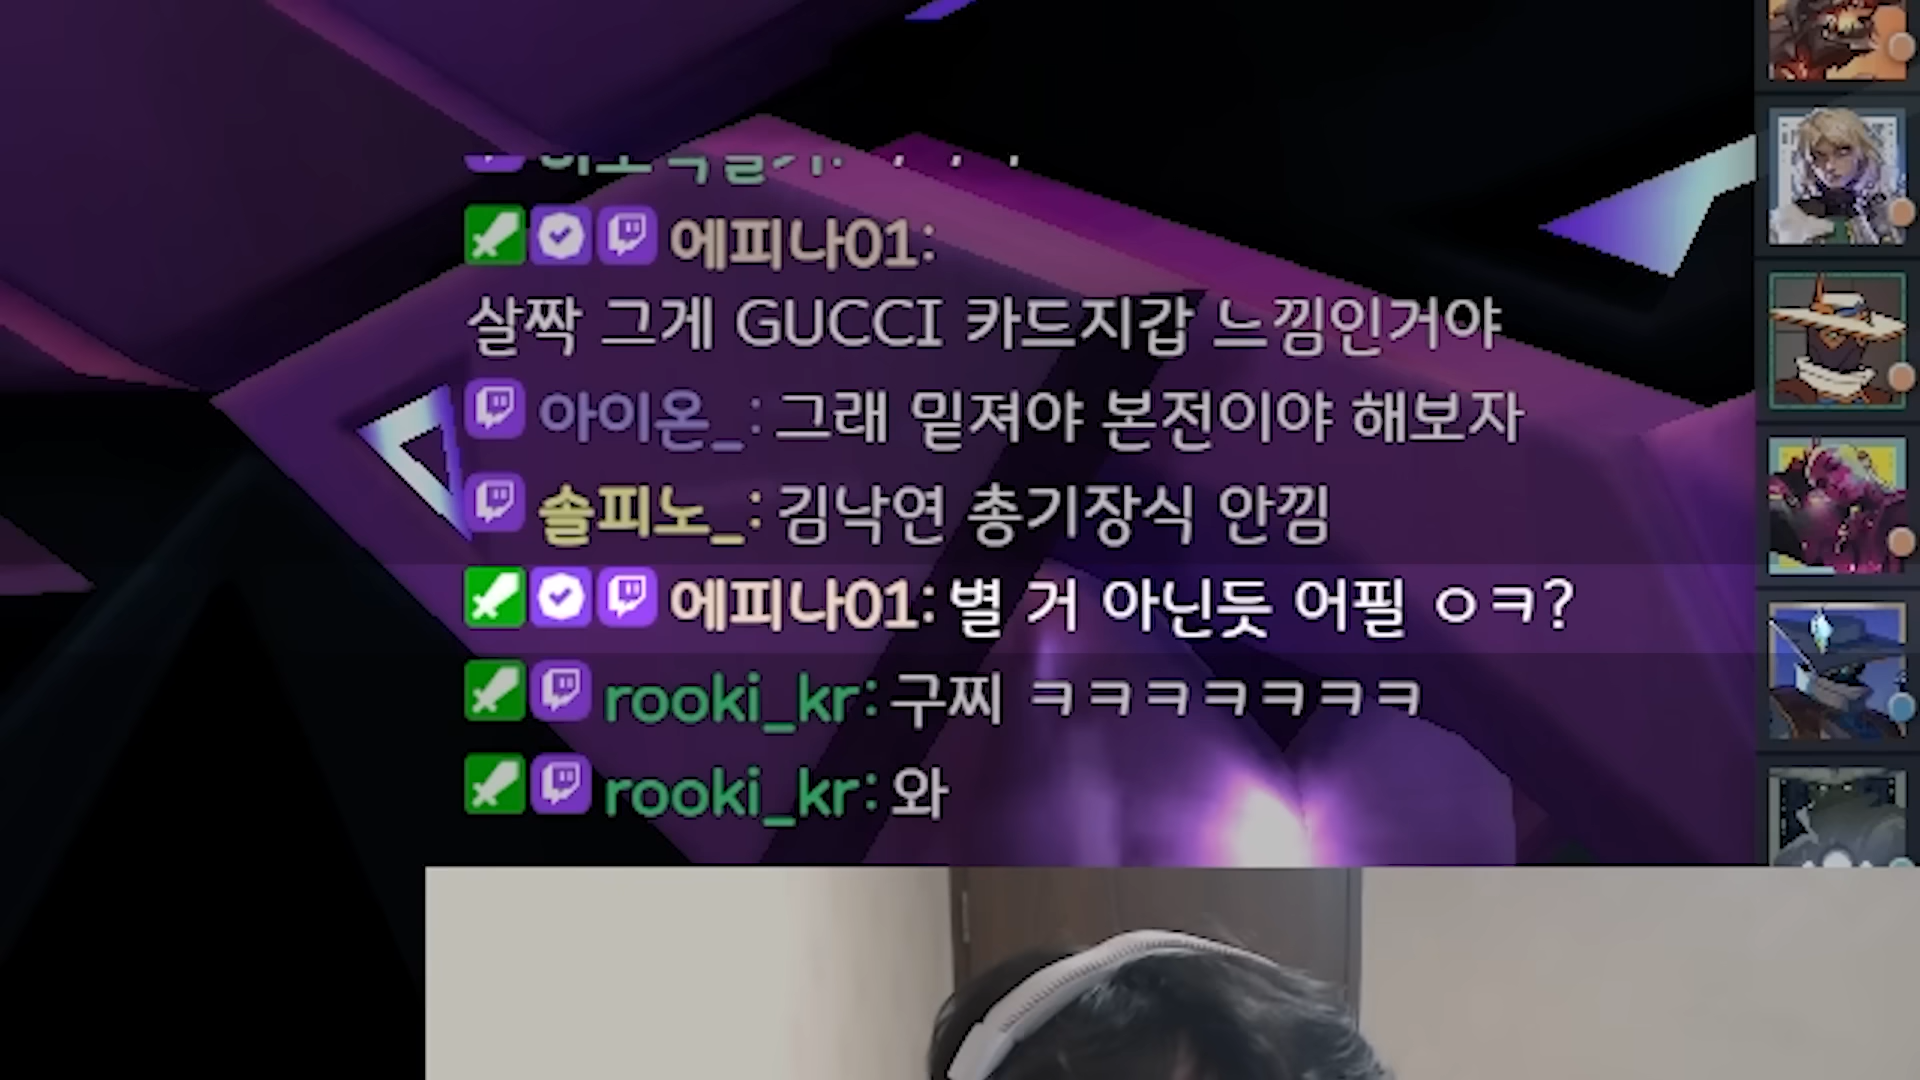 에피나01:
살짝 그게 GUCCI 카드지갑 느낌인거야
아이온_: 그래 밑져야 본전이야 해보자
솔피노_: 김낙연 총기장식 안낌
에피나01: 별 거 아닌듯 어필 ㅇㅋ?
rooki_kr: 구찌 ㅋㅋㅋㅋㅋㅋㅋ
rooki_kr: 와